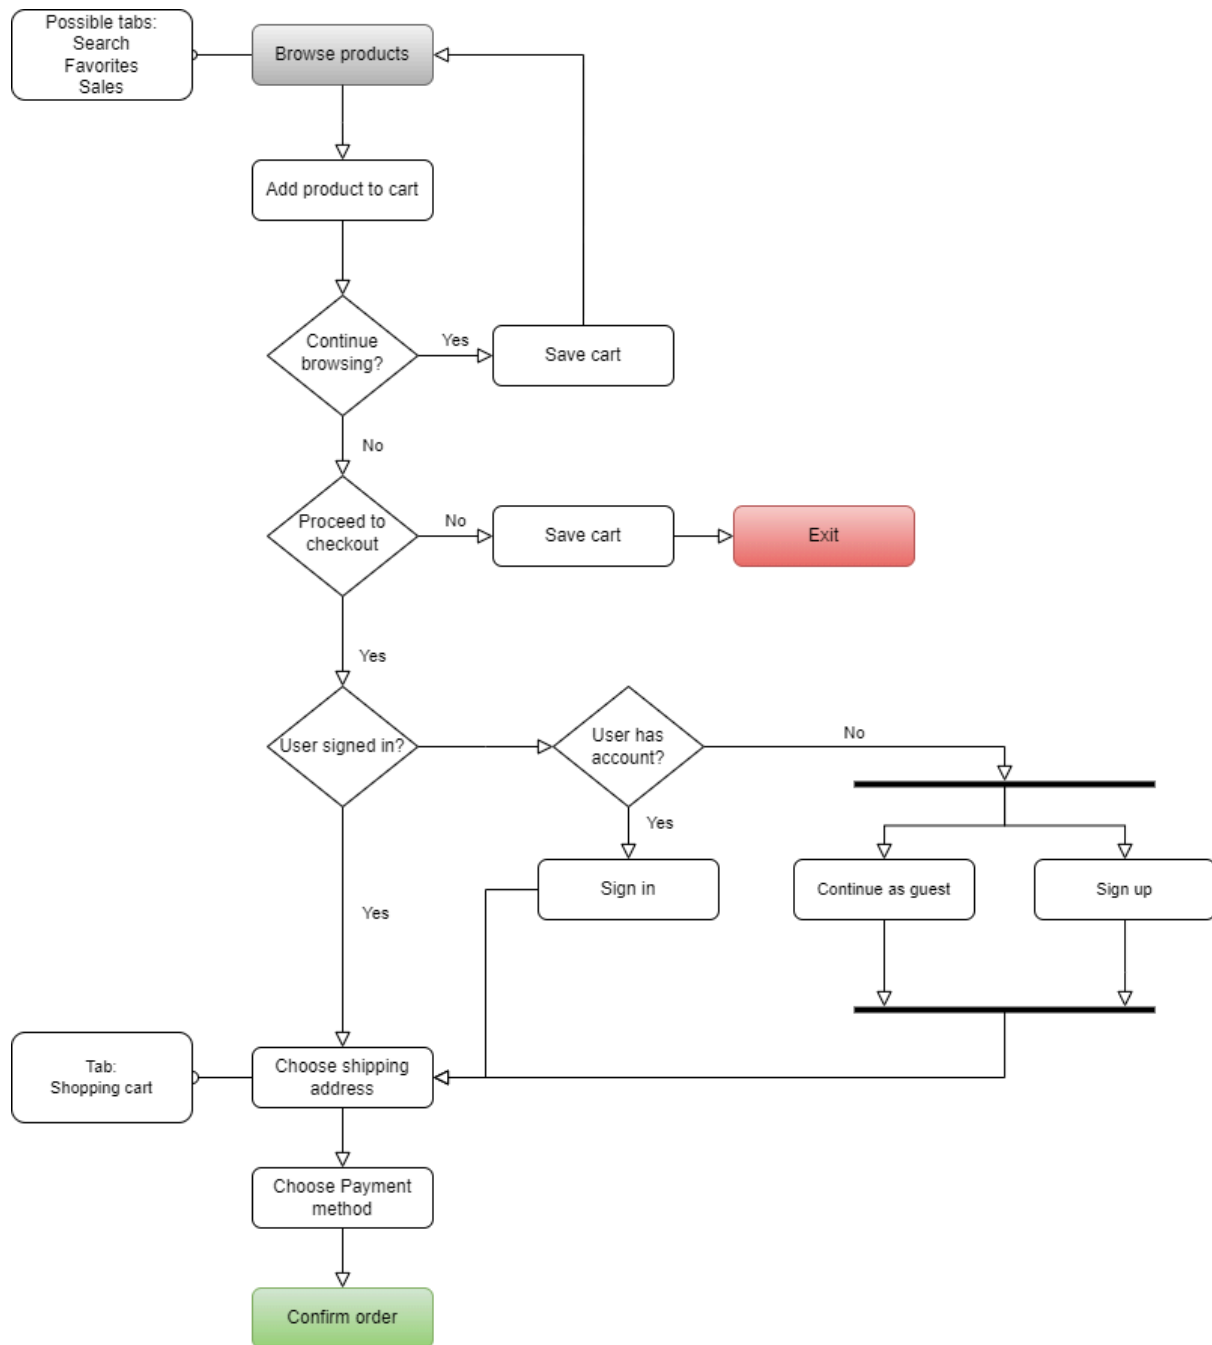 Possible tabs:
Search
Favorites
Sales
Browse products
Add product to cart
Continue
browsing?
Yes
Save cart
No
Proceed to
checkout
No
Save cart
Exit
Yes
User signed in?
User has
account?
No
Yes
Sign in
Continue as guest
Sign up
Yes
Tab:
Shopping cart
Choose shipping
address
Choose Payment
method
Confirm order